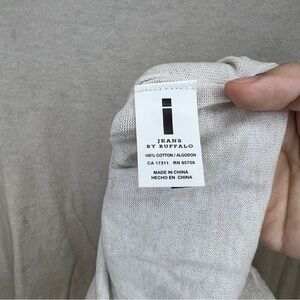 i
JEANS
BY BUFFALO
100% COTTON / ALGODON
CA 17311 RN 85706
MADE IN CHINA
HECHO EN CHINA